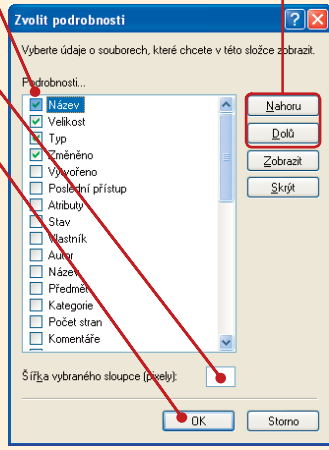 Zvolit podrobnosti
Vyberte údaje o souborech, které chcete v této složce zobrazit.
Podrobnosti...
Název
Velikost
Typ
Změněno
Vytvořeno
Poslední přístup
Atributy
Stav
Vlastník
Autor
Název
Předmět
Kategorie
Počet stran
Komentáře
Nahoru
Dolů
Zobrazit
Skrýt
Šířka vybraného sloupce (pixely):
OK
Storno